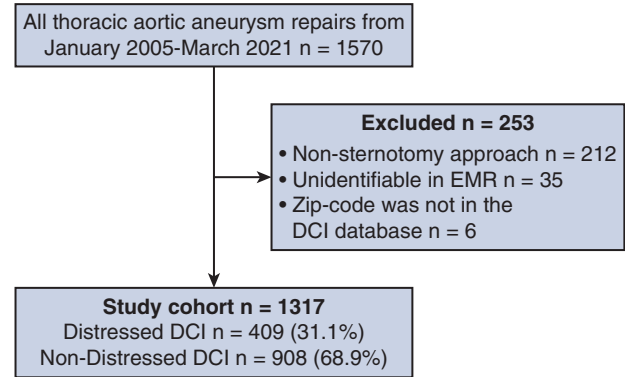 All thoracic aortic aneurysm repairs from
January 2005-March 2021 n = 1570
Excluded n = 253
• Non-sternotomy approach n = 212
• Unidentifiable in EMR n = 35
• Zip-code was not in the
DCI database n = 6
Study cohort n = 1317
Distressed DCI n = 409 (31.1%)
Non-Distressed DCI n = 908 (68.9%)